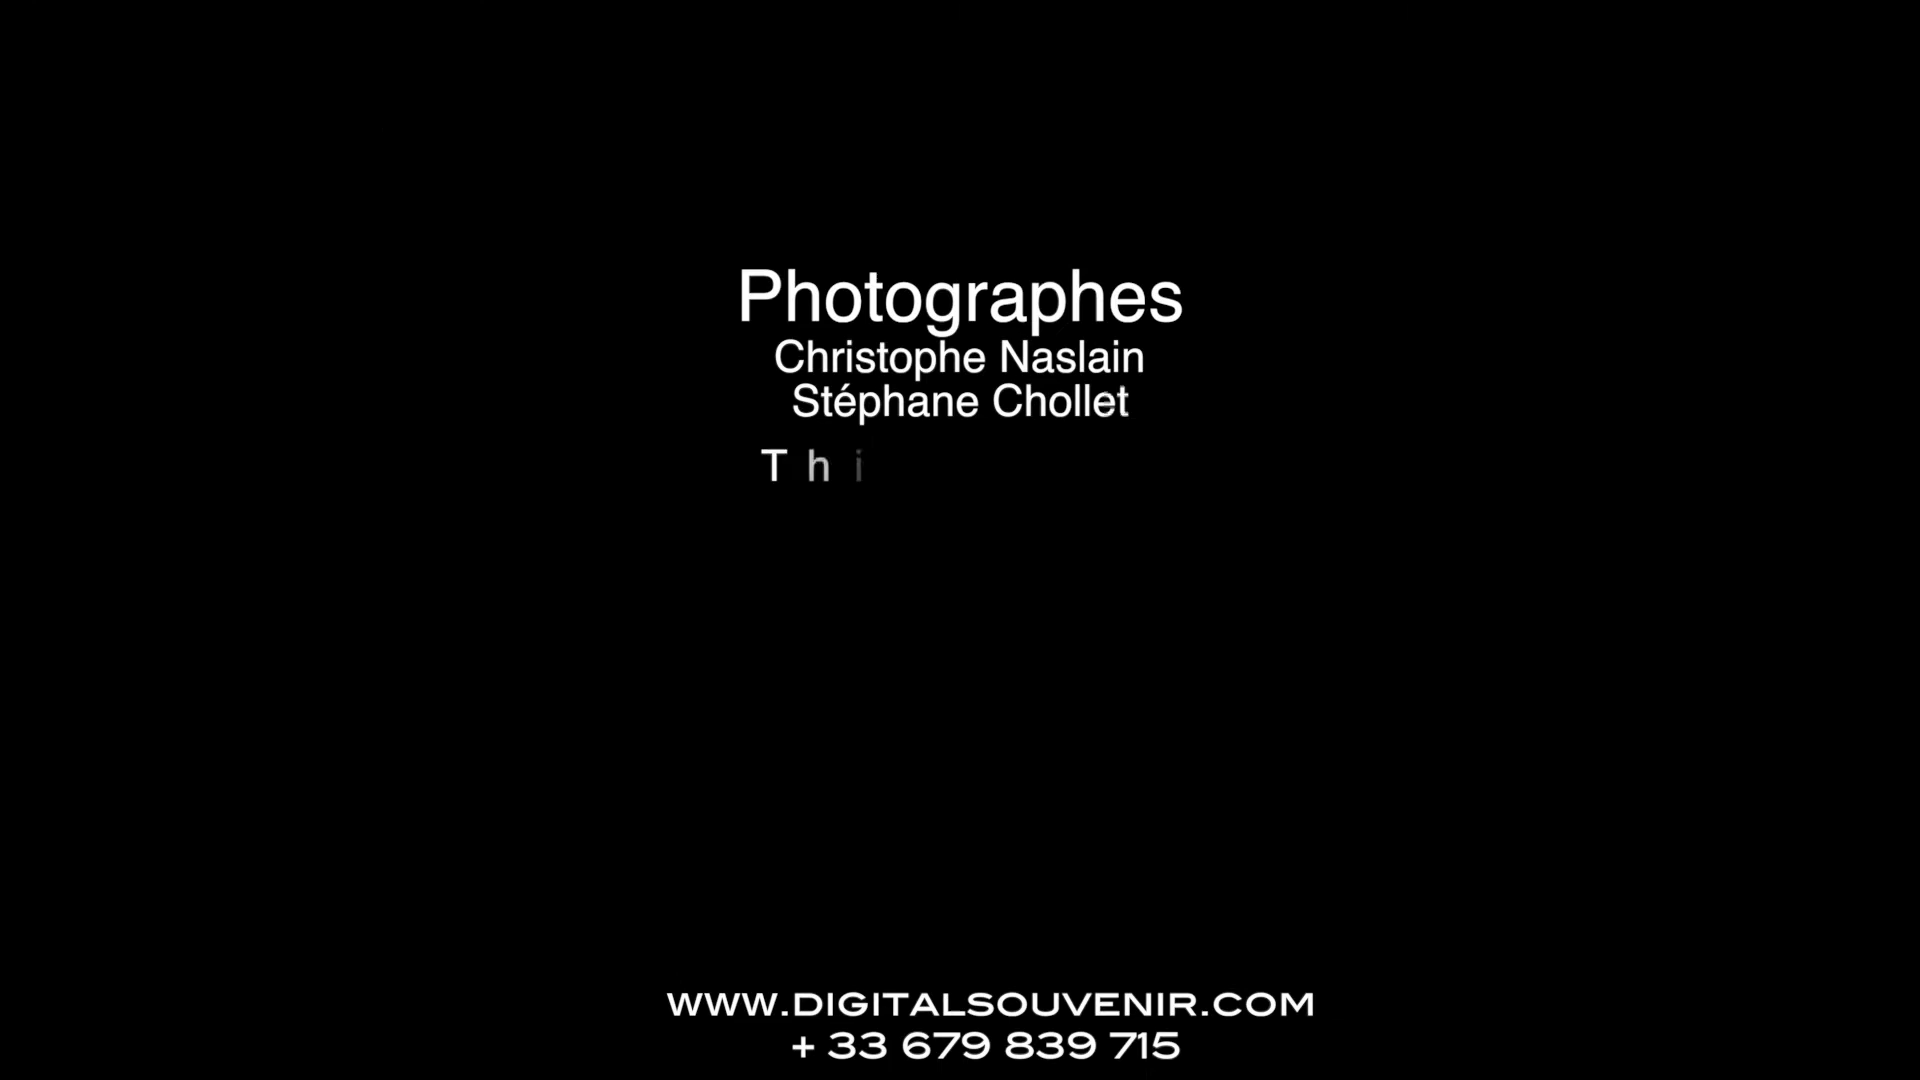 Photographes
Christophe Naslain
Stéphane Chollet
T h i
WWW.DIGITALSOUVENIR.COM
+ 33 679 839 715